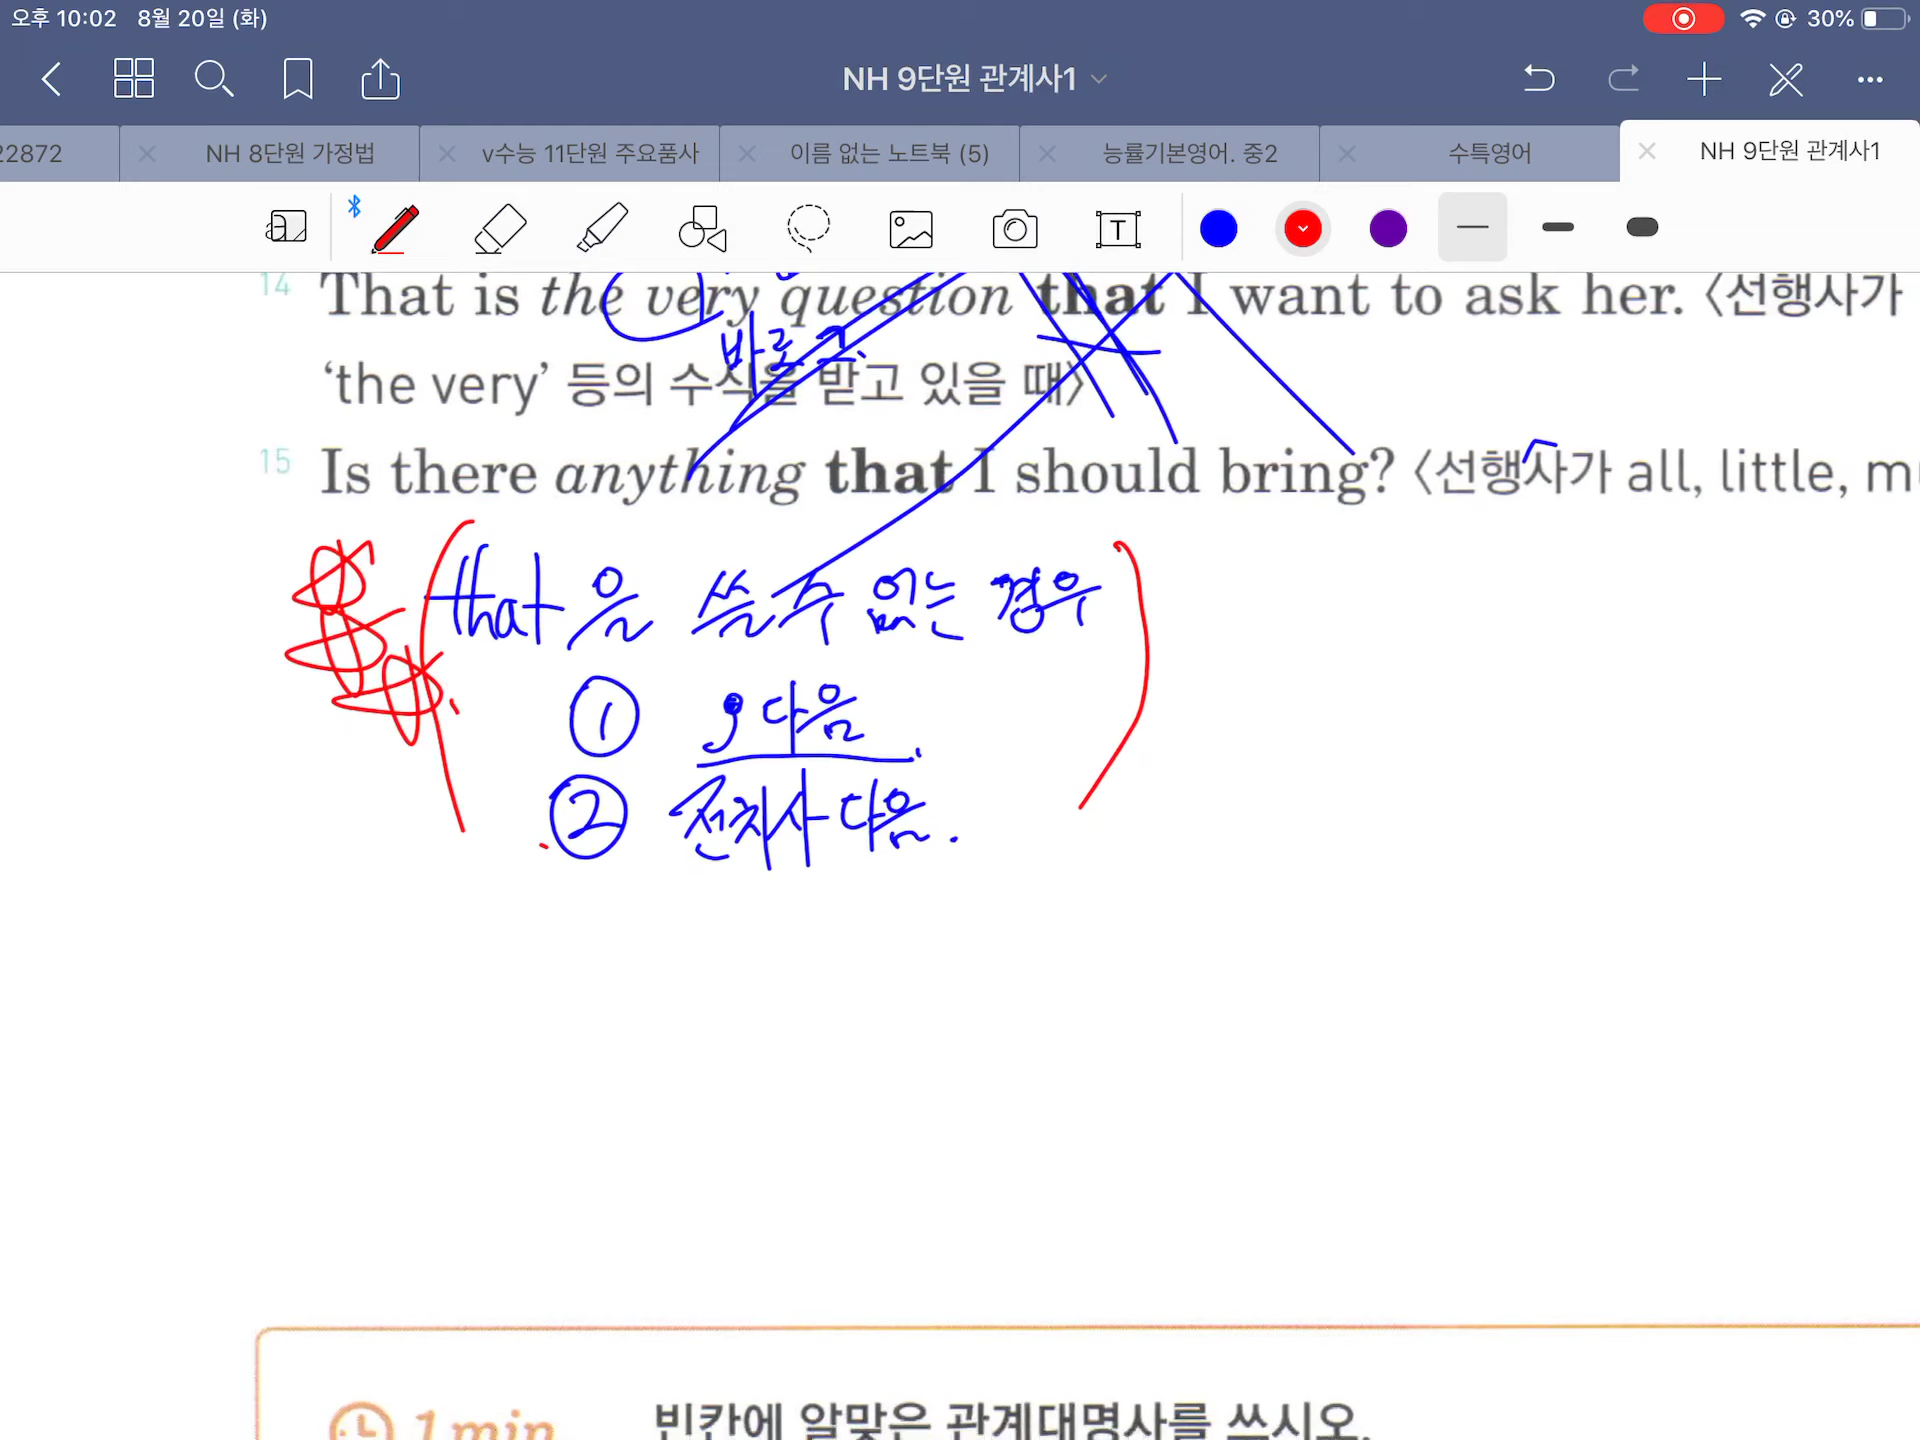 오후 10:02 8월 20일 (화) 30%
NH 9단원 관계사1
22872 NH 8단원 가정법 v수능 11단원 주요품사 이름 없는 노트북 (5) 능률기본영어. 중2 수특영어 NH 9단원 관계사1
T
14 That is the very question that I want to ask her. 〈선행사가
바로 그.
‘the very’ 등의 수식을 받고 있을 때〉
15 Is there anything that I should bring? 〈선행사가 all, little, mu
that 을 쓸 수 없는 경우
① , 다음
② 전치사 다음.
1 min 빈칸에 알맞은 관계대명사를 쓰시오.